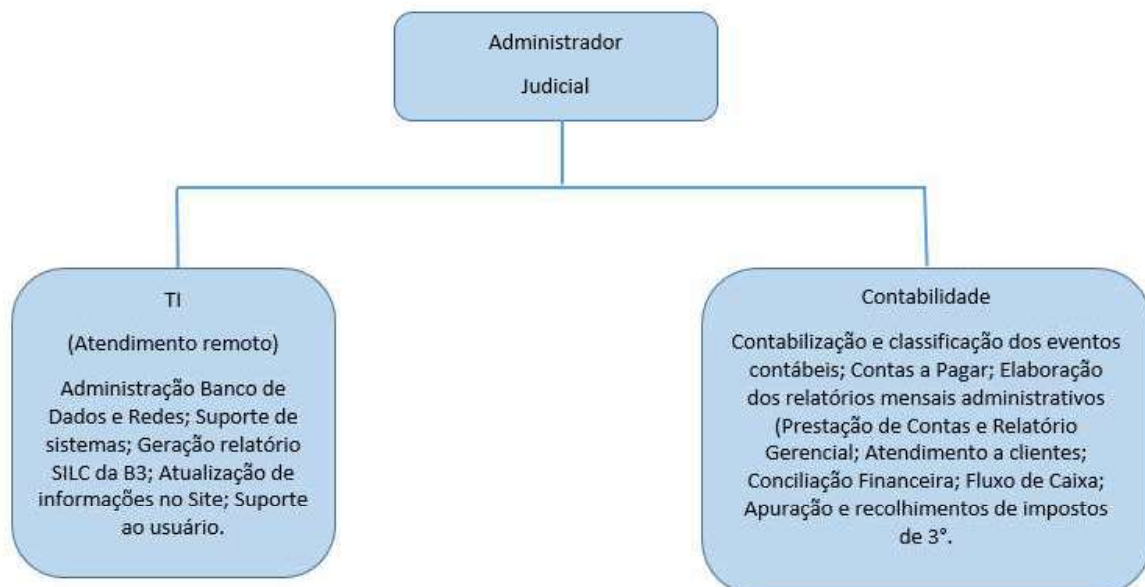 Administrador
Judicial
TI
(Atendimento remoto)
Administração Banco de
Dados e Redes; Suporte de
sistemas; Geração relatório
SILC da B3; Atualização de
informações no Site; Suporte
ao usuário.
Contabilidade
Contabilização e classificação dos eventos
contábeis; Contas a Pagar; Elaboração
dos relatórios mensais administrativos
(Prestação de Contas e Relatório
Gerencial; Atendimento a clientes;
Conciliação Financeira; Fluxo de Caixa;
Apuração e recolhimentos de impostos
de 3°.